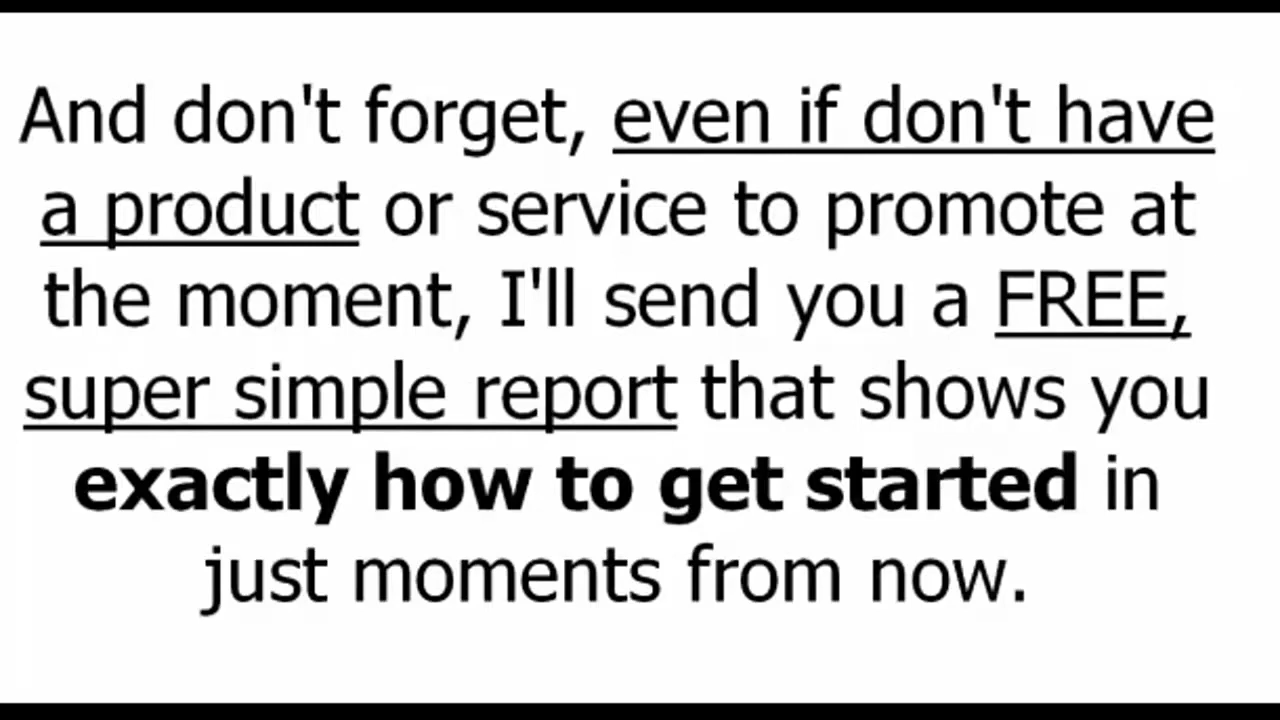 And don't forget, even if don't have
a product or service to promote at
the moment, I'll send you a FREE,
super simple report that shows you
exactly how to get started in
just moments from now.